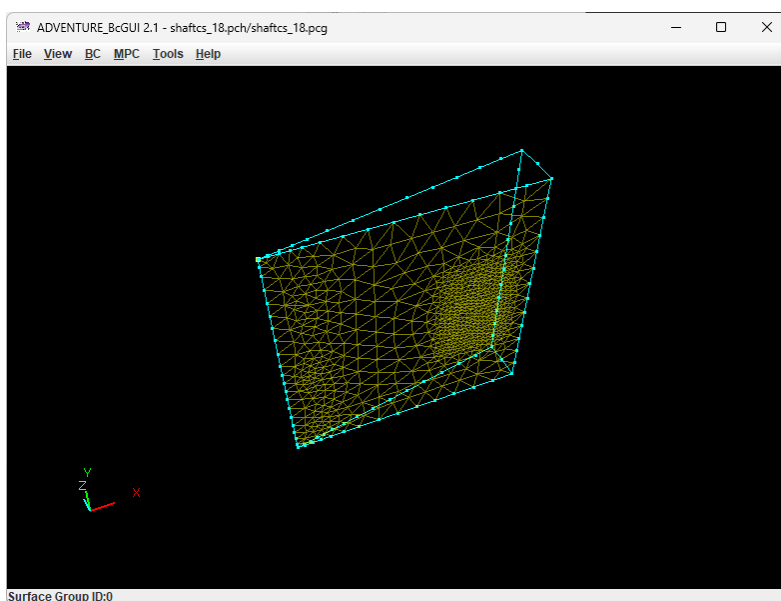 ADVENTURE_BcGUI 2.1 - shaftcs_18.pch/shaftcs_18.pcg
File View BC MPC Tools Help
Y
Z
X
Surface Group ID:0